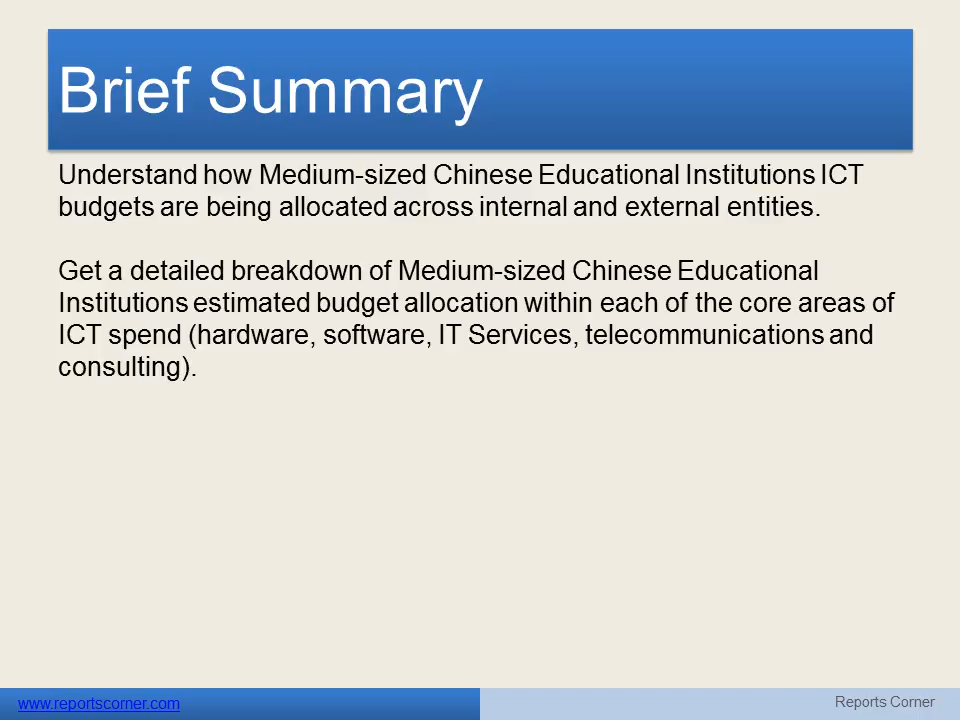 Brief Summary
Understand how Medium-sized Chinese Educational Institutions ICT
budgets are being allocated across internal and external entities.
Get a detailed breakdown of Medium-sized Chinese Educational
Institutions estimated budget allocation within each of the core areas of
ICT spend (hardware, software, IT Services, telecommunications and
consulting).
www.reportscorner.com
Reports Corner